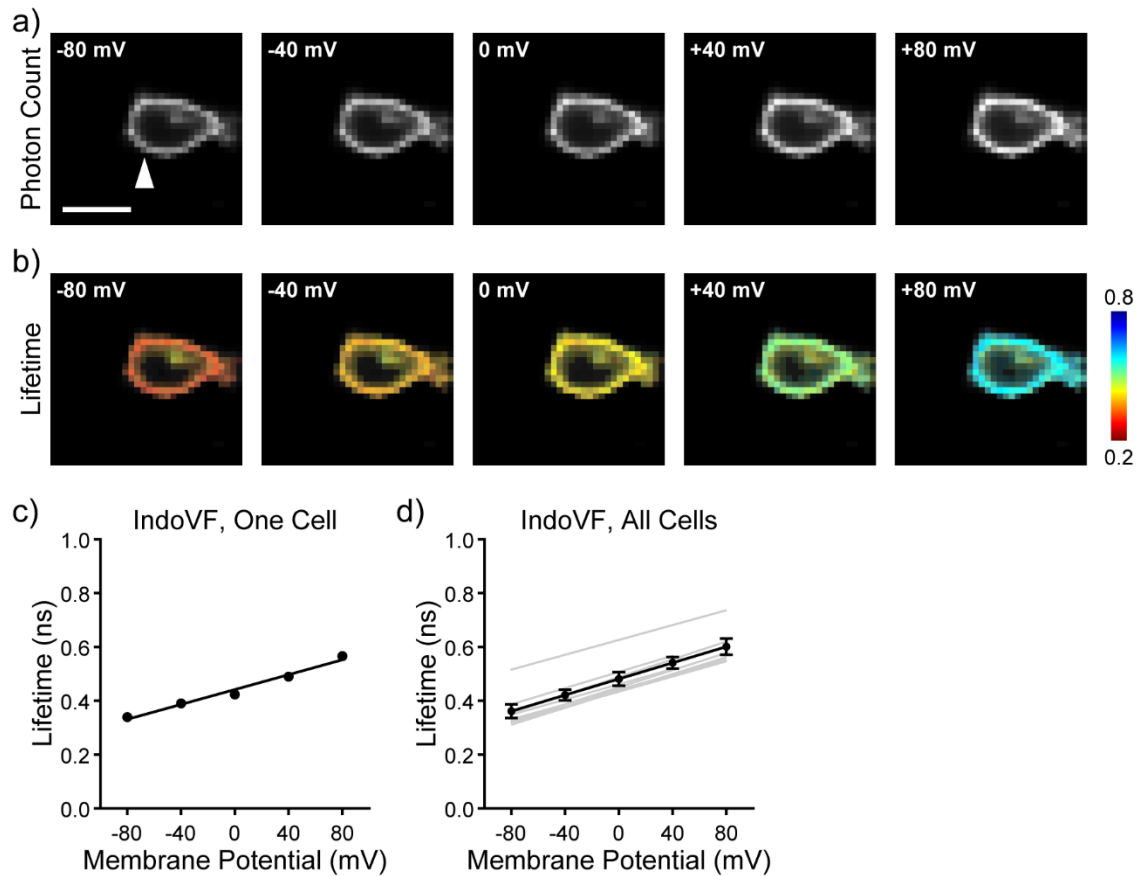 a)
Photon Count
-80 mV
-40 mV
0 mV
+40 mV
+80 mV
b)
Lifetime
-80 mV
-40 mV
0 mV
+40 mV
+80 mV
0.8
0.2
c)
IndoVF, One Cell
Lifetime (ns)
1.0
0.8
0.6
0.4
0.2
0.0
-80 -40 0 40 80
Membrane Potential (mV)
d)
IndoVF, All Cells
Lifetime (ns)
1.0
0.8
0.6
0.4
0.2
0.0
-80 -40 0 40 80
Membrane Potential (mV)